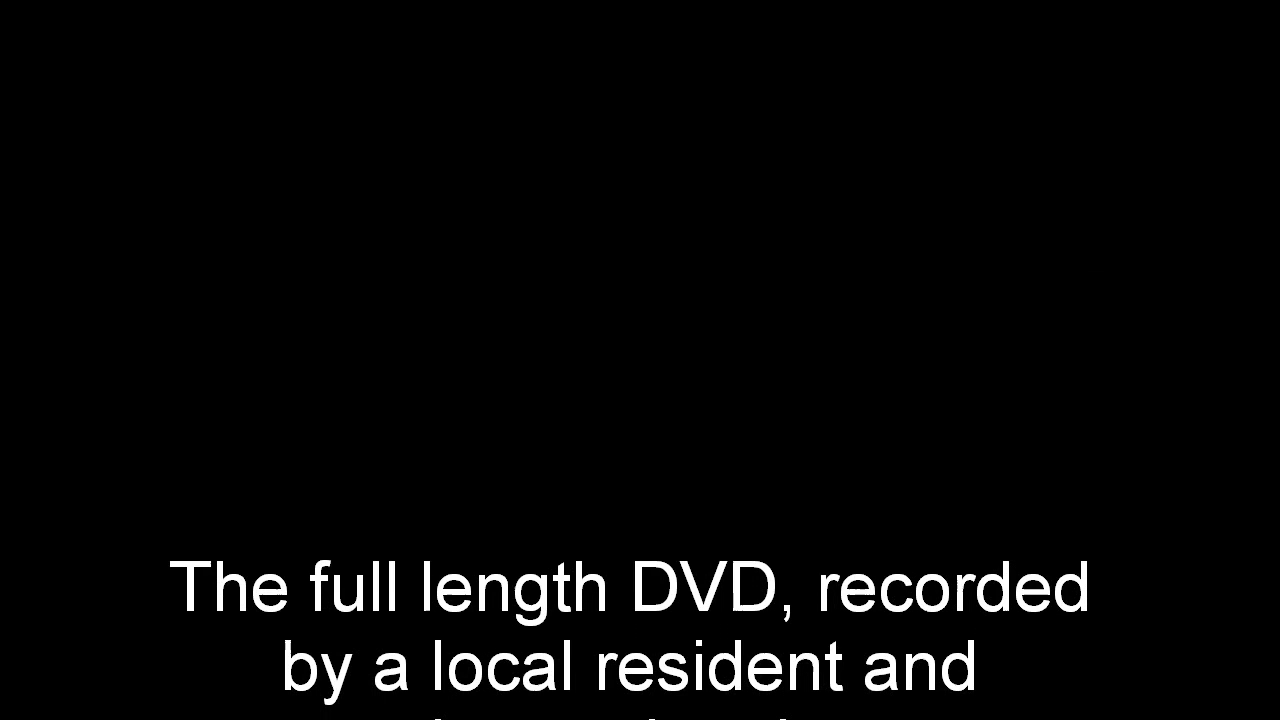 The full length DVD, recorded
by a local resident and